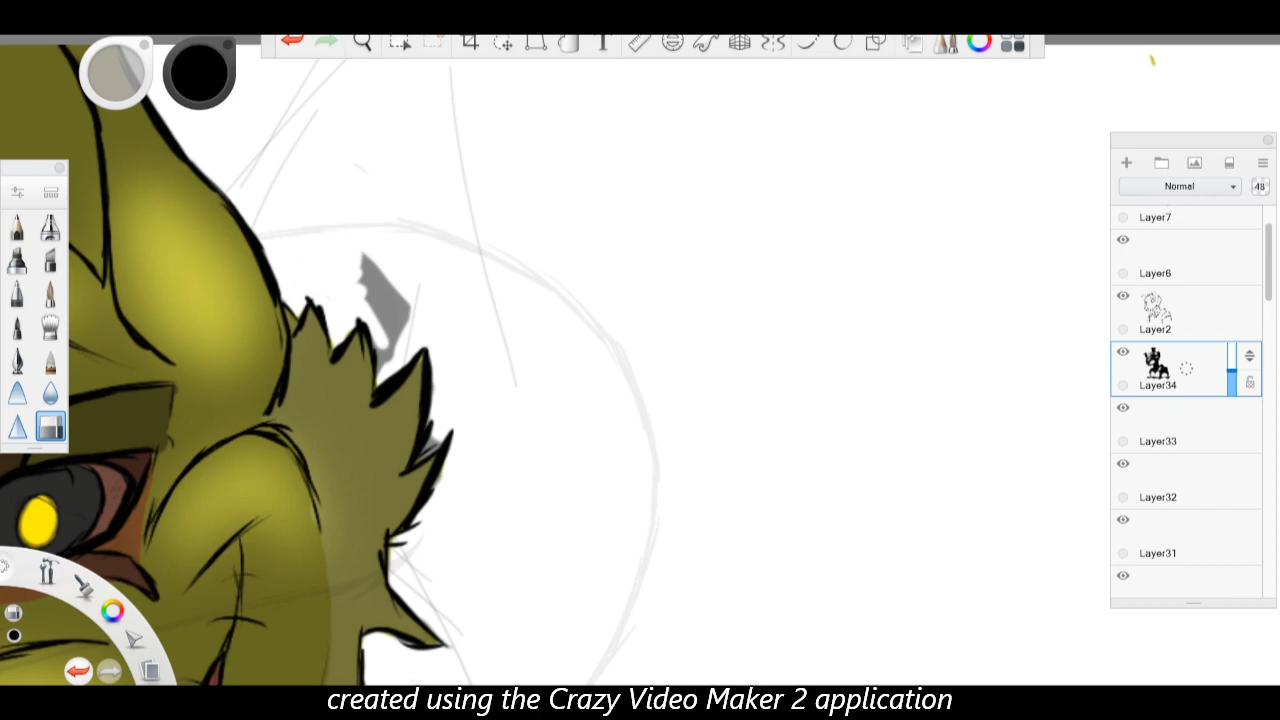 T
Normal
48
Layer7
Layer6
Layer2
Layer34
Layer33
Layer32
Layer31
created using the Crazy Video Maker 2 application